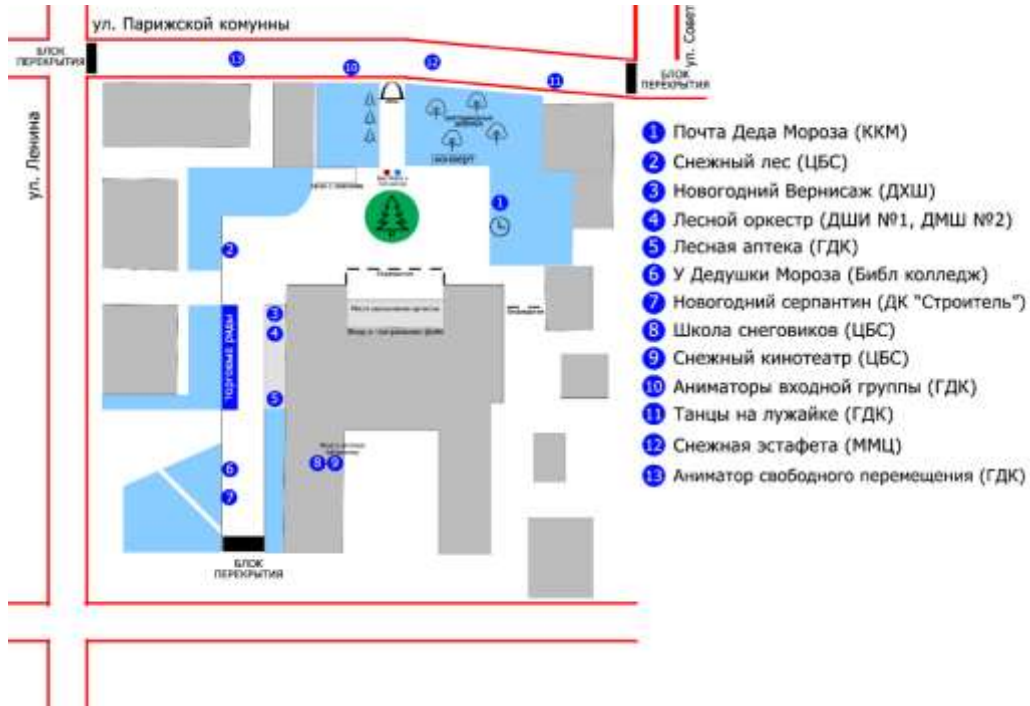 ул. Парижской комунны
ул. Совет
БЛОК
ПЕРЕКРЫТИЯ
13
12
10
11
БЛОК
ПЕРЕКРЫТИЯ
ул. Ленина
КОНВЕРТ
1
2
торговые ряды
3
4
5
6
7
8
9
БЛОК
ПЕРЕКРЫТИЯ
1 Почта Деда Мороза (ККМ)
2 Снежный лес (ЦБС)
3 Новогодний Вернисаж (ДХШ)
4 Лесной оркестр (ДШИ №1, ДМШ №2)
5 Лесная аптека (ГДК)
6 У Дедушки Мороза (Библ колледж)
7 Новогодний серпантин (ДК "Строитель")
8 Школа снеговиков (ЦБС)
9 Снежный кинотеатр (ЦБС)
10 Аниматоры входной группы (ГДК)
11 Танцы на лужайке (ГДК)
12 Снежная эстафета (ММЦ)
13 Аниматор свободного перемещения (ГДК)